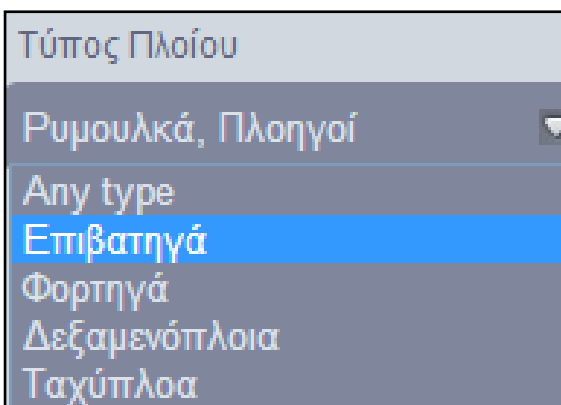 Τύπος Πλοίου
Ρυμουλκά, Πλοηγοί
Any type
Επιβατηγά
Φορτηγά
Δεξαμενόπλοια
Ταχύπλοα